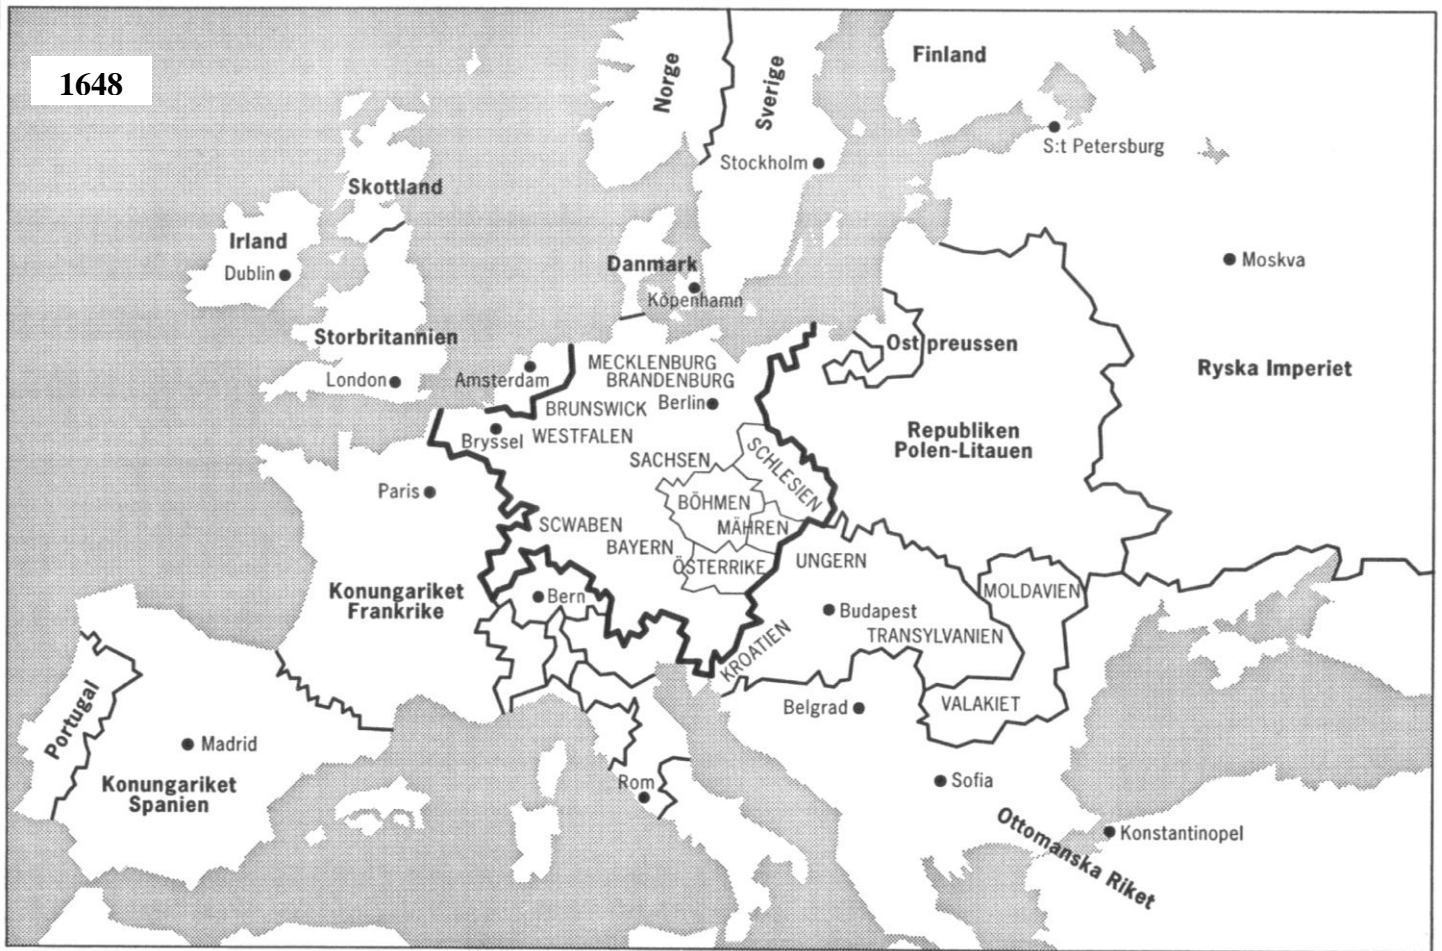 1648
Norge
Sverige
Finland
S:t Petersburg
Stockholm
Skottland
Irland
Dublin
Danmark
Köpenhamn
Moskva
Storbritannien
London
Amsterdam
MECKLENBURG
BRANDENBURG
Berlin
BRUNSWICK
Bryssel
WESTFALEN
Ostpreussen
Ryska Imperiet
Republiken
Polen-Litauen
SACHSEN
SCHLESIEN
Paris
BÖHMEN
MÄHREN
SCWABEN
BAYERN
ÖSTERRIKE
UNGERN
MOLDAVIEN
Konungariket
Frankrike
Bern
Budapest
TRANSYLVANIEN
KROATIEN
Belgrad
VALAKIET
Portugal
Madrid
Konungariket
Spanien
Rom
Sofia
Konstantinopel
Ottomanska Riket